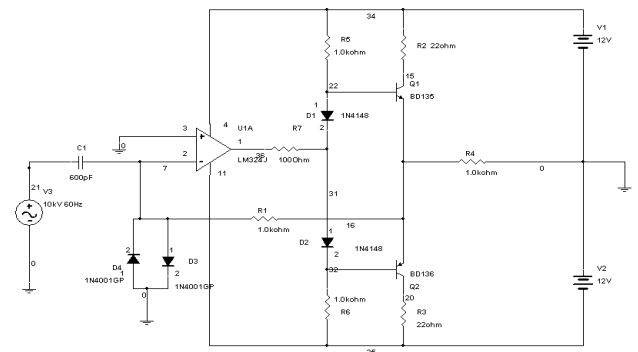 34
V1
12V
R5
1.0kohm
R2 22ohm
15
Q1
BD135
22
1
D1
1N4148
2
3
4
U1A
0
1
R7
2
36
LM324J
100Ohm
C1
600pF
7
11
R4
1.0kohm
0
21
V3
10kV 60Hz
31
R1
1.0kohm
16
D2
1
1N4148
2
2
D4
1
1N4001GP
1
D3
2
1N4001GP
0
0
32
BD136
Q2
V2
12V
1.0kohm
R6
20
R3
22ohm